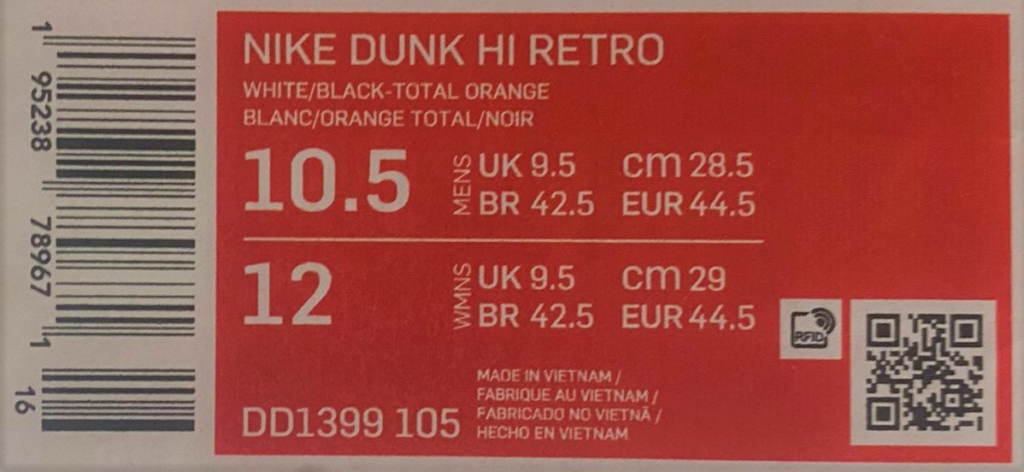 1 95238 78967 1
16
NIKE DUNK HI RETRO
WHITE/BLACK-TOTAL ORANGE
BLANC/ORANGE TOTAL/NOIR
10.5 MENS UK 9.5 cm 28.5
BR 42.5 EUR 44.5
12 WMNS UK 9.5 cm 29
BR 42.5 EUR 44.5
RFID
DD1399 105
MADE IN VIETNAM /
FABRIQUE AU VIETNAM /
FABRICADO NO VIETNÃ /
HECHO EN VIETNAM